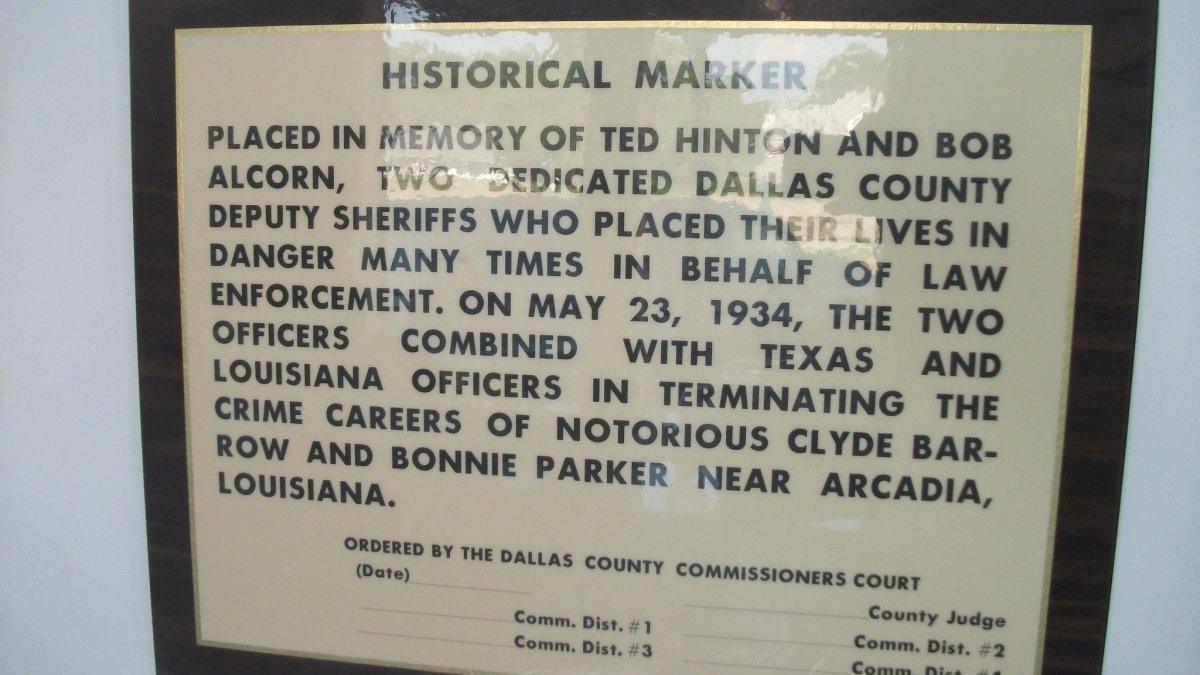 HISTORICAL MARKER
PLACED IN MEMORY OF TED HINTON AND BOB
ALCORN, TWO DEDICATED DALLAS COUNTY
DEPUTY SHERIFFS WHO PLACED THEIR LIVES IN
DANGER MANY TIMES IN BEHALF OF LAW
ENFORCEMENT. ON MAY 23, 1934, THE TWO
OFFICERS COMBINED WITH TEXAS AND
LOUISIANA OFFICERS IN TERMINATING THE
CRIME CAREERS OF NOTORIOUS CLYDE BAR-
ROW AND BONNIE PARKER NEAR ARCADIA,
LOUISIANA.
ORDERED BY THE DALLAS COUNTY COMMISSIONERS COURT
(Date)
County Judge
Comm. Dist. #1
Comm. Dist. #2
Comm. Dist. #3
Comm. Dist. #4